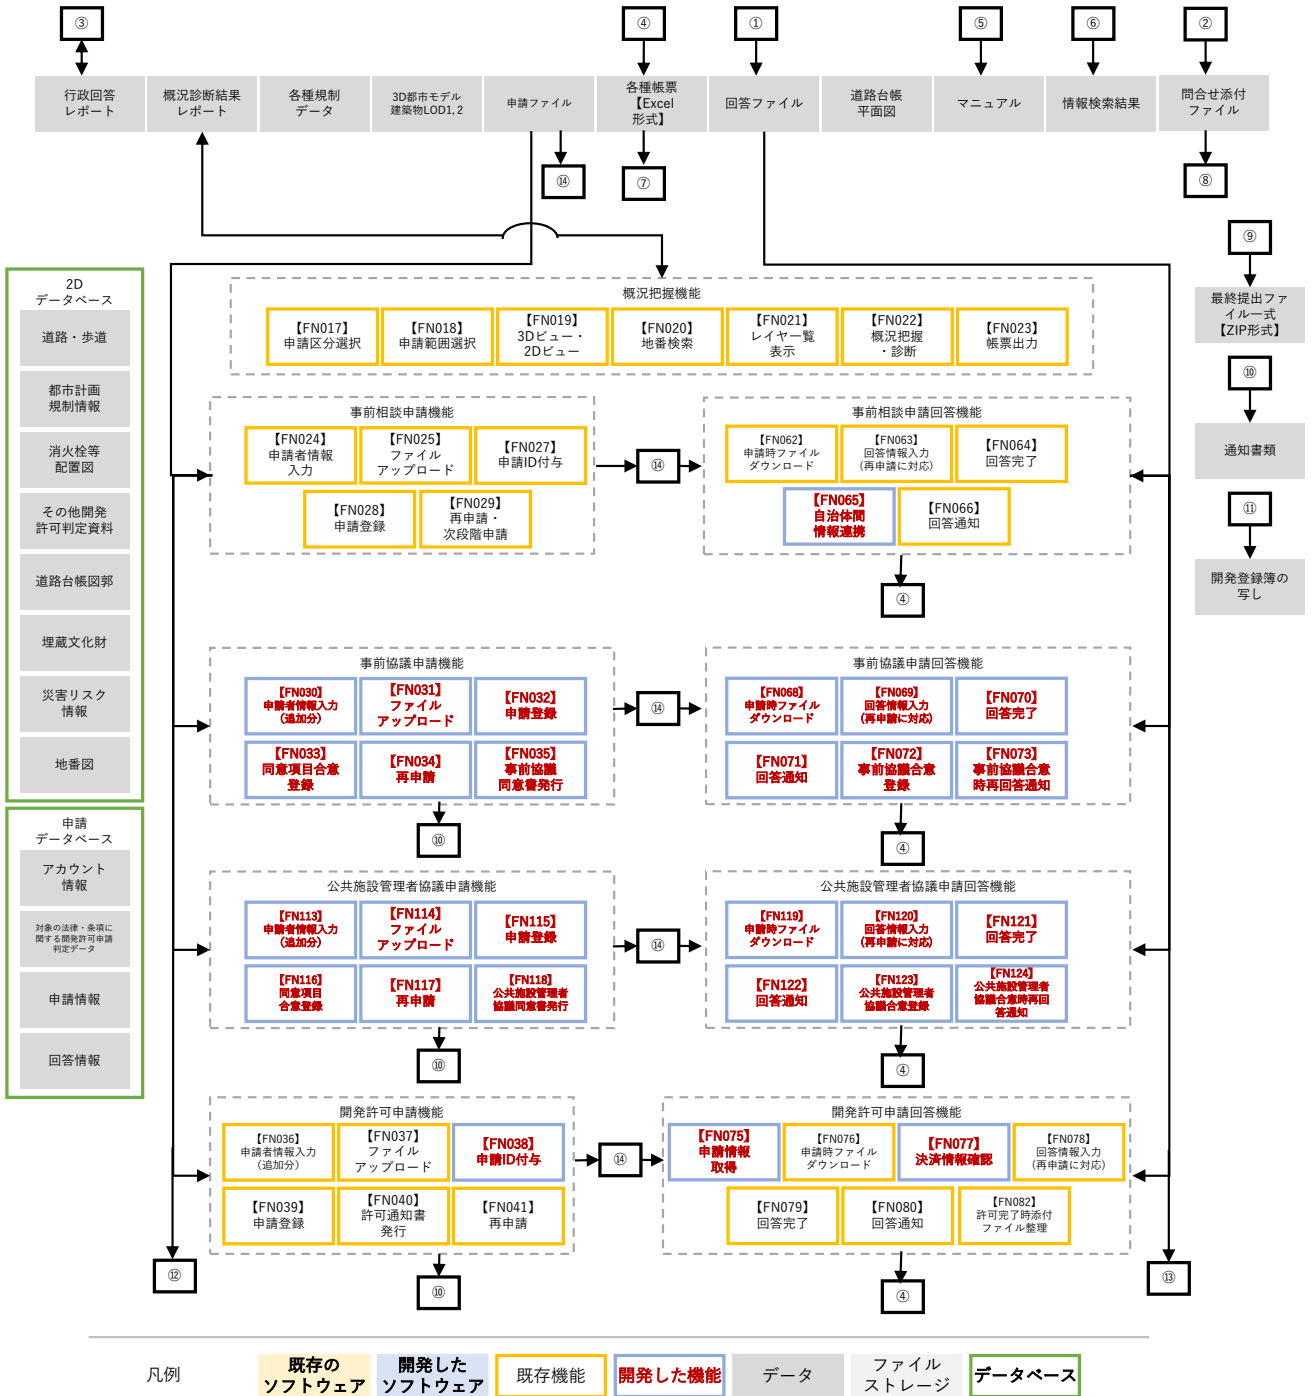 ③
④
①
⑤
⑥
②
行政回答
レポート
概況診断結果
レポート
各種規制
データ
3D都市モデル
建築物LOD1, 2
申請ファイル
各種帳票
【Excel
形式】
回答ファイル
道路台帳
平面図
マニュアル
情報検索結果
問合せ添付
ファイル
⑭
⑦
⑧
⑨
最終提出ファ
イル一式
【ZIP形式】
⑩
通知書類
⑪
開発登録簿の
写し
2D
データベース
道路・歩道
都市計画
規制情報
消火栓等
配置図
その他開発
許可判定資料
道路台帳図郭
埋蔵文化財
災害リスク
情報
地番図
申請
データベース
アカウント
情報
対象の法律・条項に
関する開発許可申請
判定データ
申請情報
回答情報
概況把握機能
【FN017】
申請区分選択
【FN018】
申請範囲選択
【FN019】
3Dビュー・
2Dビュー
【FN020】
地番検索
【FN021】
レイヤ一覧
表示
【FN022】
概況把握
・診断
【FN023】
帳票出力
事前相談申請機能
【FN024】
申請者情報
入力
【FN025】
ファイル
アップロード
【FN027】
申請ID付与
【FN028】
申請登録
【FN029】
再申請・
次段階申請
⑭
事前相談申請回答機能
【FN062】
申請時ファイル
ダウンロード
【FN063】
回答情報入力
（再申請に対応）
【FN064】
回答完了
【FN065】
自治体間
情報連携
【FN066】
回答通知
④
事前協議申請機能
【FN030】
申請者情報入力
（追加分）
【FN031】
ファイル
アップロード
【FN032】
申請登録
【FN033】
同意項目合意
登録
【FN034】
再申請
【FN035】
事前協議
同意書発行
⑩
⑭
事前協議申請回答機能
【FN068】
申請時ファイル
ダウンロード
【FN069】
回答情報入力
（再申請に対応）
【FN070】
回答完了
【FN071】
回答通知
【FN072】
事前協議合意
登録
【FN073】
事前協議合意
時再回答通知
④
公共施設管理者協議申請機能
【FN113】
申請者情報入力
（追加分）
【FN114】
ファイル
アップロード
【FN115】
申請登録
【FN116】
同意項目
合意登録
【FN117】
再申請
【FN118】
公共施設管理者
協議同意書発行
⑩
⑭
公共施設管理者協議申請回答機能
【FN119】
申請時ファイル
ダウンロード
【FN120】
回答情報入力
（再申請に対応）
【FN121】
回答完了
【FN122】
回答通知
【FN123】
公共施設管理者
協議合意登録
【FN124】
公共施設管理者
協議合意時再回
答通知
④
開発許可申請機能
【FN036】
申請者情報入力
（追加分）
【FN037】
ファイル
アップロード
【FN038】
申請ID付与
【FN039】
申請登録
【FN040】
許可通知書
発行
【FN041】
再申請
⑩
⑭
開発許可申請回答機能
【FN075】
申請情報
取得
【FN076】
申請時ファイル
ダウンロード
【FN077】
決済情報確認
【FN078】
回答情報入力
（再申請に対応）
【FN079】
回答完了
【FN080】
回答通知
【FN082】
許可完了時添付
ファイル整理
④
⑫
⑬
凡例
既存の
ソフトウェア
開発した
ソフトウェア
既存機能
開発した機能
データ
ファイル
ストレージ
データベース